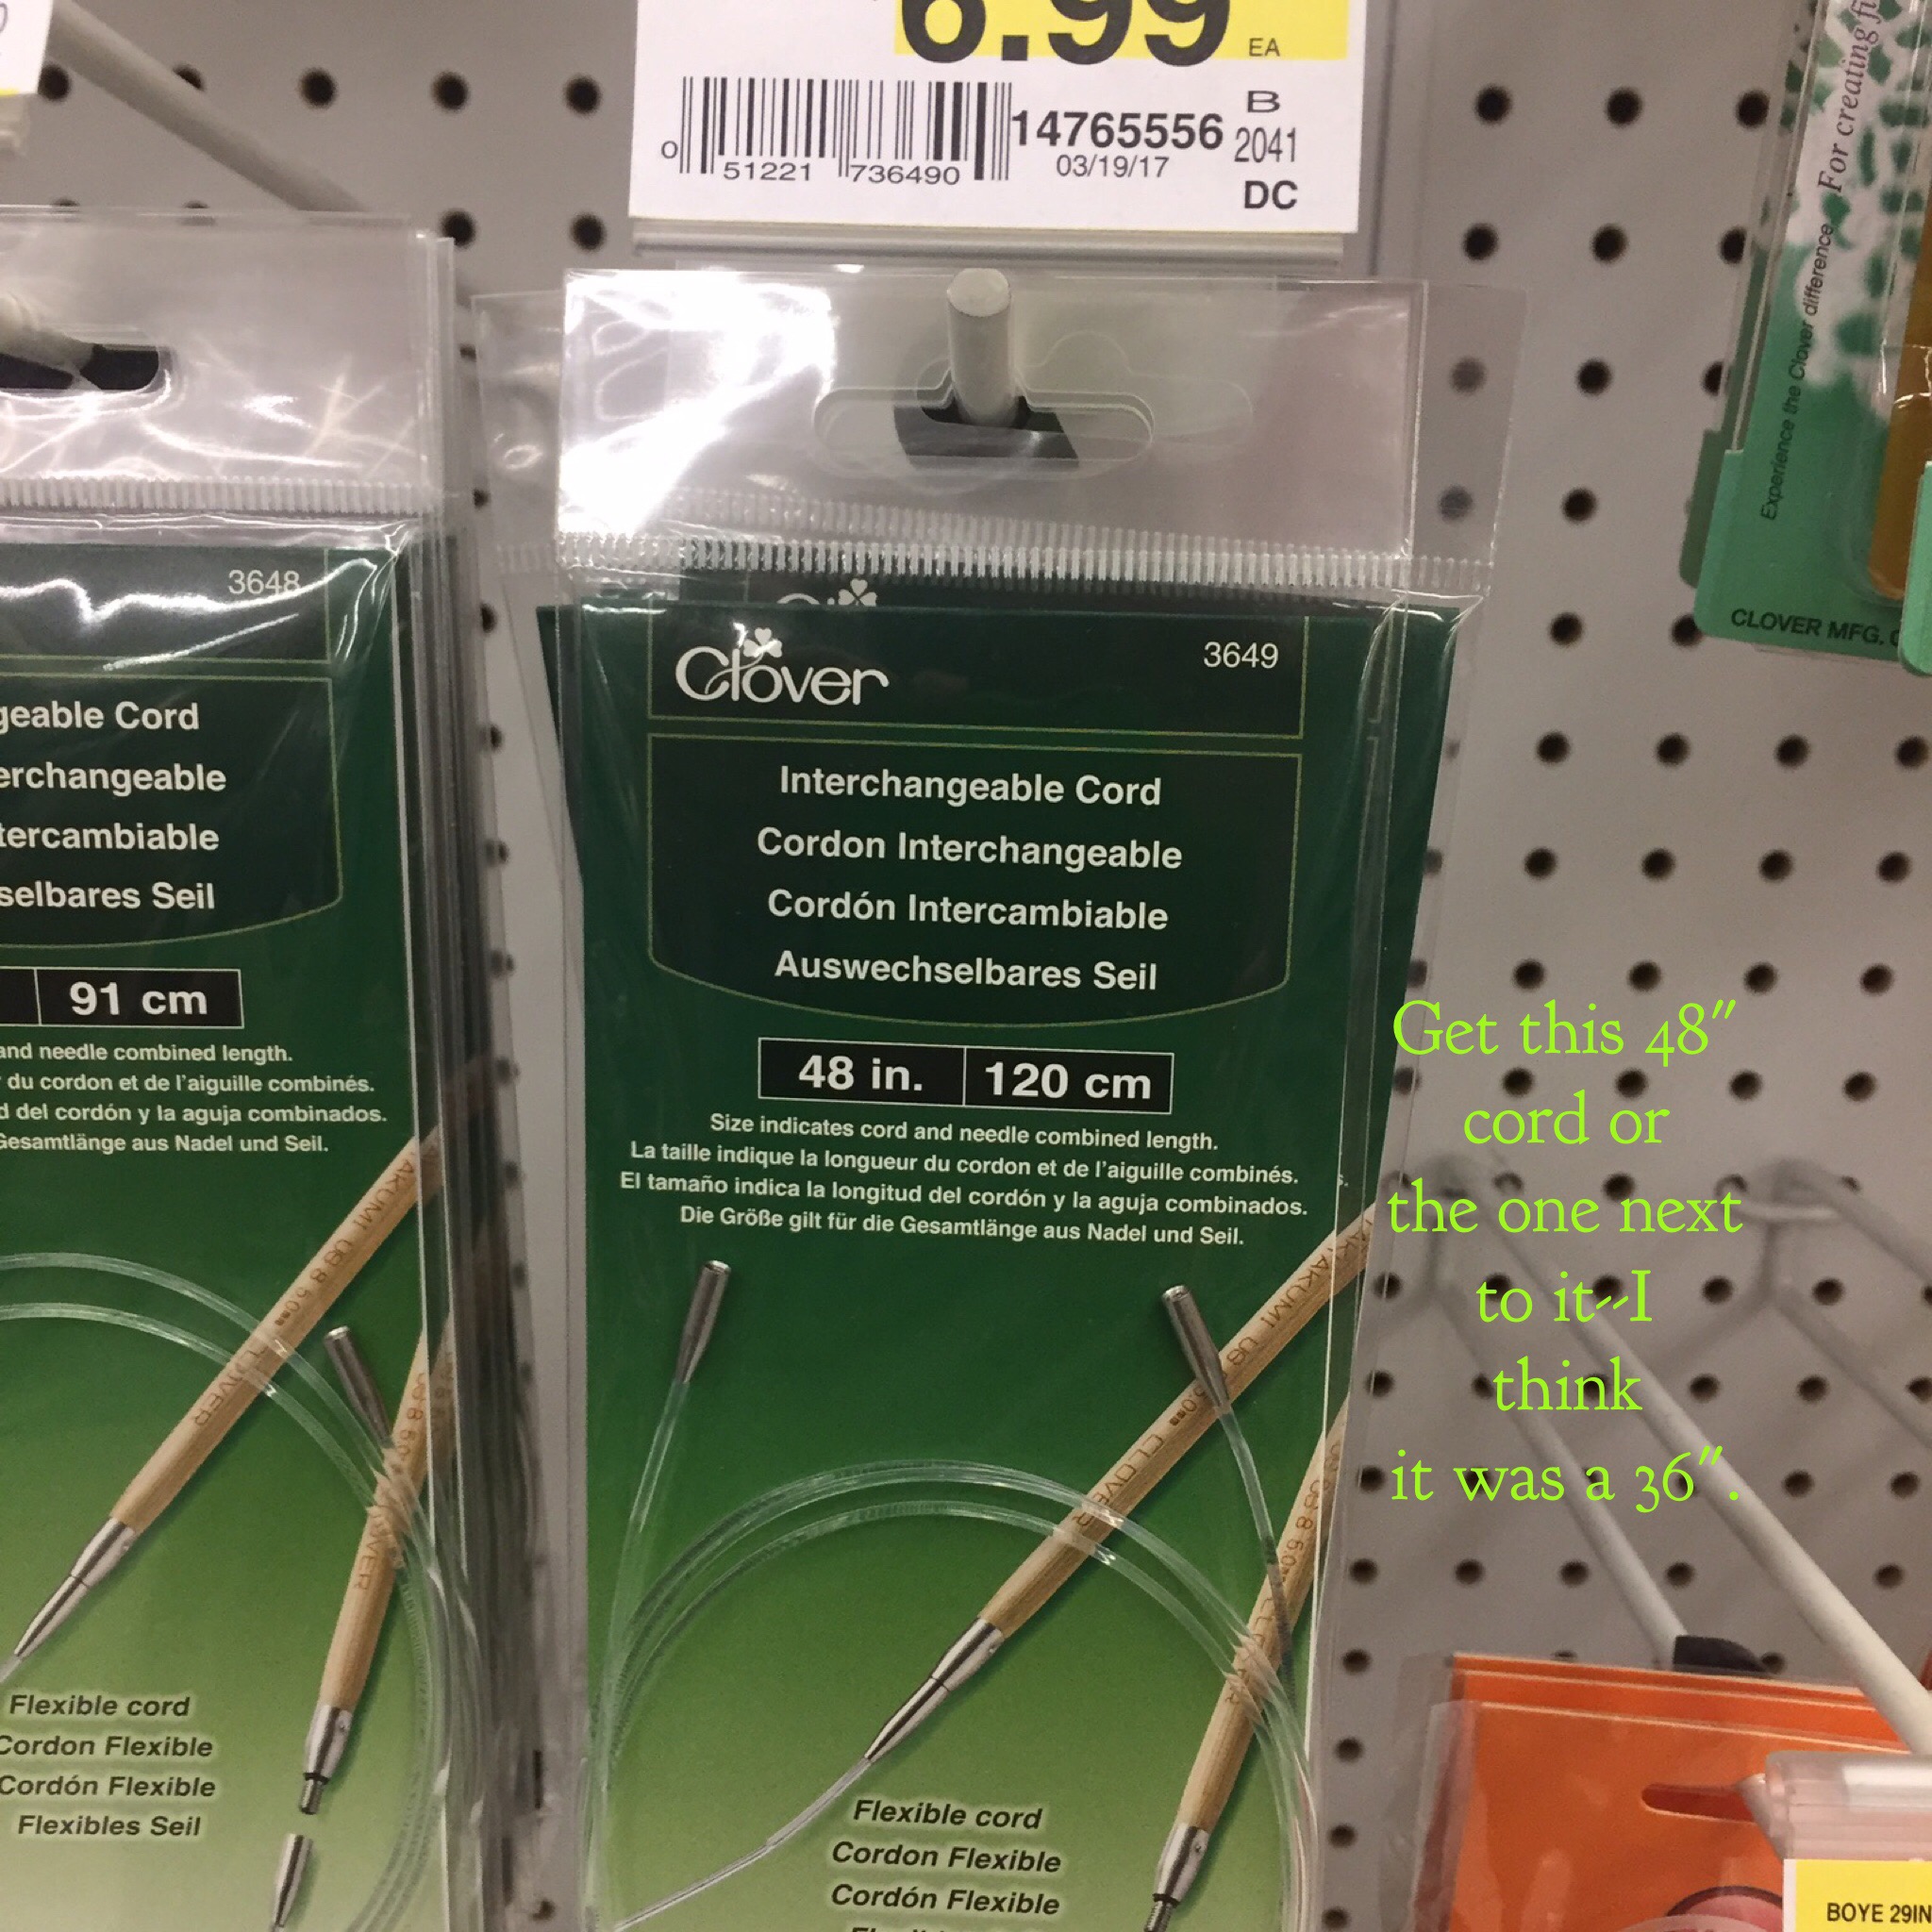 6.99 EA
B
14765556 2041
03/19/17
DC
0 51221 736490
3648
geable Cord
erchangeable
tercambiable
selbares Seil
91 cm
and needle combined length.
du cordon et de l'aiguille combinés.
d del cordón y la aguja combinados.
Gesamtlänge aus Nadel und Seil.
Flexible cord
Cordon Flexible
Cordón Flexible
Flexibles Seil
Clover 3649
Interchangeable Cord
Cordon Interchangeable
Cordón Intercambiable
Auswechselbares Seil
48 in. 120 cm
Size indicates cord and needle combined length.
La taille indique la longueur du cordon et de l'aiguille combinés.
El tamaño indica la longitud del cordón y la aguja combinados.
Die Größe gilt für die Gesamtlänge aus Nadel und Seil.
Flexible cord
Cordon Flexible
Cordón Flexible
Get this 48"
cord or
the one next
to it--I
think
it was a 36".
Experience the Clover difference. For creating fi
CLOVER MFG. C
BOYE 29IN